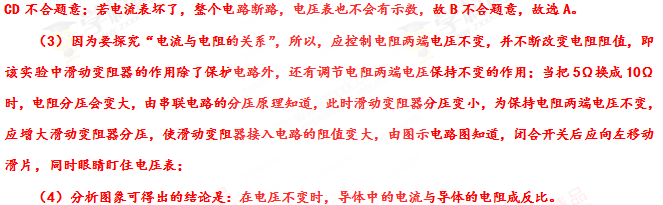 CD 不合题意；若电流表坏了，整个电路断路，电压表也不会有示数，故 B 不合题意，故选 A。
（3）因为要探究“电流与电阻的关系”，所以，应控制电阻两端电压不变，并不断改变电阻阻值，即
该实验中滑动变阻器的作用除了保护电路外，还有调节电阻两端电压保持不变的作用；当把 5Ω 换成 10Ω
时，电阻分压会变大，由串联电路的分压原理知道，此时滑动变阻器分压变小，为保持电阻两端电压不变，
应增大滑动变阻器分压，使滑动变阻器接入电路的阻值变大，由图示电路图知道，闭合开关后应向左移动
滑片，同时眼睛盯住电压表；
（4）分析图象可得出的结论是：在电压不变时，导体中的电流与导体的电阻成反比。